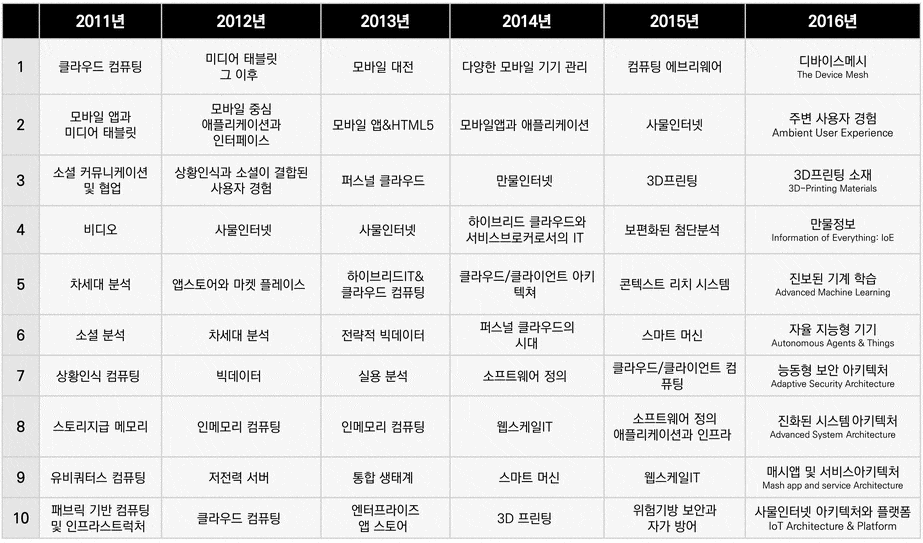 2011년 2012년 2013년 2014년 2015년 2016년
1 클라우드 컴퓨팅 미디어 태블릿 모바일 대전 다양한 모바일 기기 관리 컴퓨팅 에브리웨어 디바이스메시
그 이후 The Device Mesh
2 모바일 앱과 모바일 중심 모바일 앱&HTML5 모바일앱과 애플리케이션 사물인터넷 주변 사용자 경험
미디어 태블릿 애플리케이션과 Ambient User Experience
인터페이스
3 소셜 커뮤니케이션 상황인식과 소셜이 결합된 퍼스널 클라우드 만물인터넷 3D프린팅 3D프린팅 소재
및 협업 사용자 경험 3D-Printing Materials
4 비디오 사물인터넷 사물인터넷 하이브리드 클라우드와 보편화된 첨단분석 만물정보
서비스브로커로서의 IT Information of Everything: IoE
5 차세대 분석 앱스토어와 마켓 플레이스 하이브리드IT& 클라우드/클라이언트 아키 콘텍스트 리치 시스템 진보된 기계 학습
클라우드 컴퓨팅 텍쳐 Advanced Machine Learning
6 소셜 분석 차세대 분석 전략적 빅데이터 퍼스널 클라우드의 스마트 머신 자율 지능형 기기
시대 Autonomous Agents & Things
7 상황인식 컴퓨팅 빅데이터 실용 분석 소프트웨어 정의 클라우드/클라이언트 컴 능동형 보안 아키텍처
퓨팅 Adaptive Security Architecture
8 스토리지급 메모리 인메모리 컴퓨팅 인메모리 컴퓨팅 웹스케일IT 소프트웨어 정의 진화된 시스템 아키텍처
애플리케이션과 인프라 Advanced System Architecture
9 유비쿼터스 컴퓨팅 저전력 서버 통합 생태계 스마트 머신 웹스케일IT 매시앱 및 서비스아키텍처
Mash app and service Architecture
10 패브릭 기반 컴퓨팅 클라우드 컴퓨팅 엔터프라이즈 3D 프린팅 위험기방 보안과 사물인터넷 아키텍처와 플랫폼
및 인프라스트럭처 앱 스토어 자가 방어 IoT Architecture & Platform